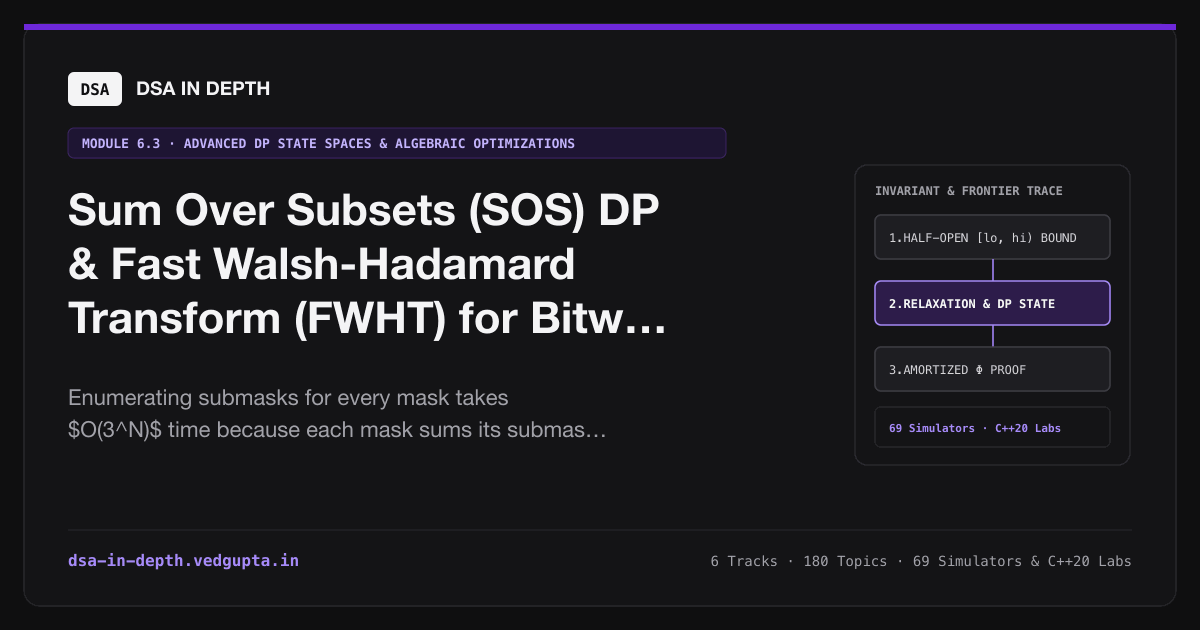 DSA DSA IN DEPTH
MODULE 6.3 · ADVANCED DP STATE SPACES & ALGEBRAIC OPTIMIZATIONS
Sum Over Subsets (SOS) DP
& Fast Walsh-Hadamard
Transform (FWHT) for Bitw…
Enumerating submasks for every mask takes
$O(3^N)$ time because each mask sums its submas…
INVARIANT & FRONTIER TRACE
1.HALF-OPEN [lo, hi) BOUND
2.RELAXATION & DP STATE
3.AMORTIZED Φ PROOF
69 Simulators · C++20 Labs
dsa-in-depth.vedgupta.in
6 Tracks · 180 Topics · 69 Simulators & C++20 Labs